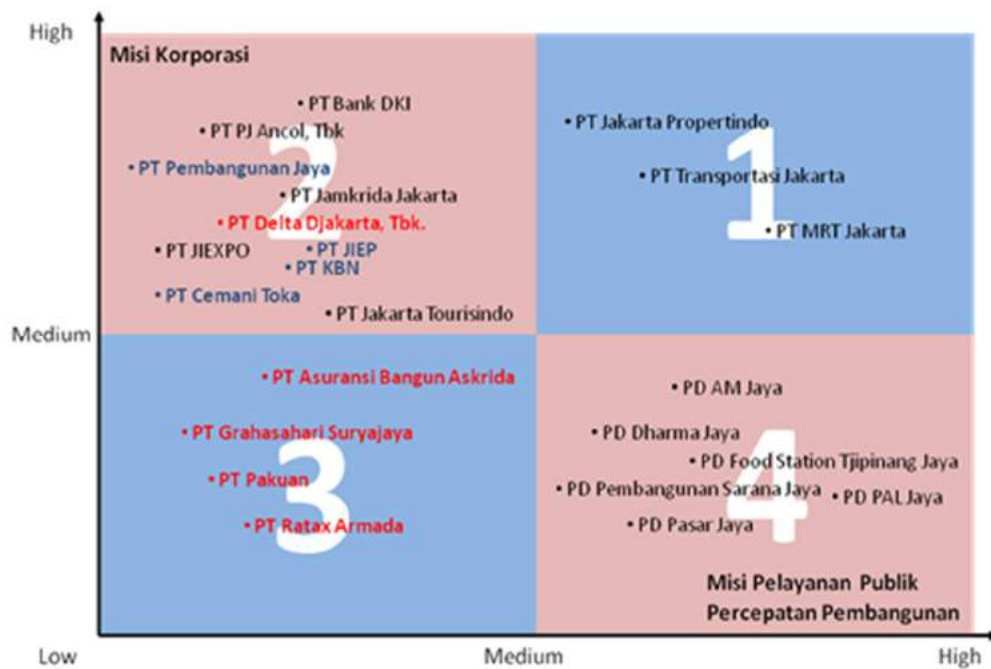 High
Misi Korporasi
• PT Bank DKI
• PT PJ Ancol, Tbk
• PT Pembangunan Jaya
2
• PT Jamkrida Jakarta
• PT Delta Djakarta, Tbk.
• PT JIEXPO
• PT JIEP
• PT KBN
• PT Cemani Toka
• PT Jakarta Tourisindo
• PT Jakarta Propertindo
1
• PT Transportasi Jakarta
• PT MRT Jakarta
Medium
• PT Asuransi Bangun Askrida
• PT Grahasahari Suryajaya
3
• PT Pakuan
• PT Ratax Armada
• PD AM Jaya
• PD Dharma Jaya
4
• PD Food Station Tjipinang Jaya
• PD Pembangunan Sarana Jaya
• PD PAL Jaya
• PD Pasar Jaya
Misi Pelayanan Publik
Percepatan Pembangunan
Low
Medium
High